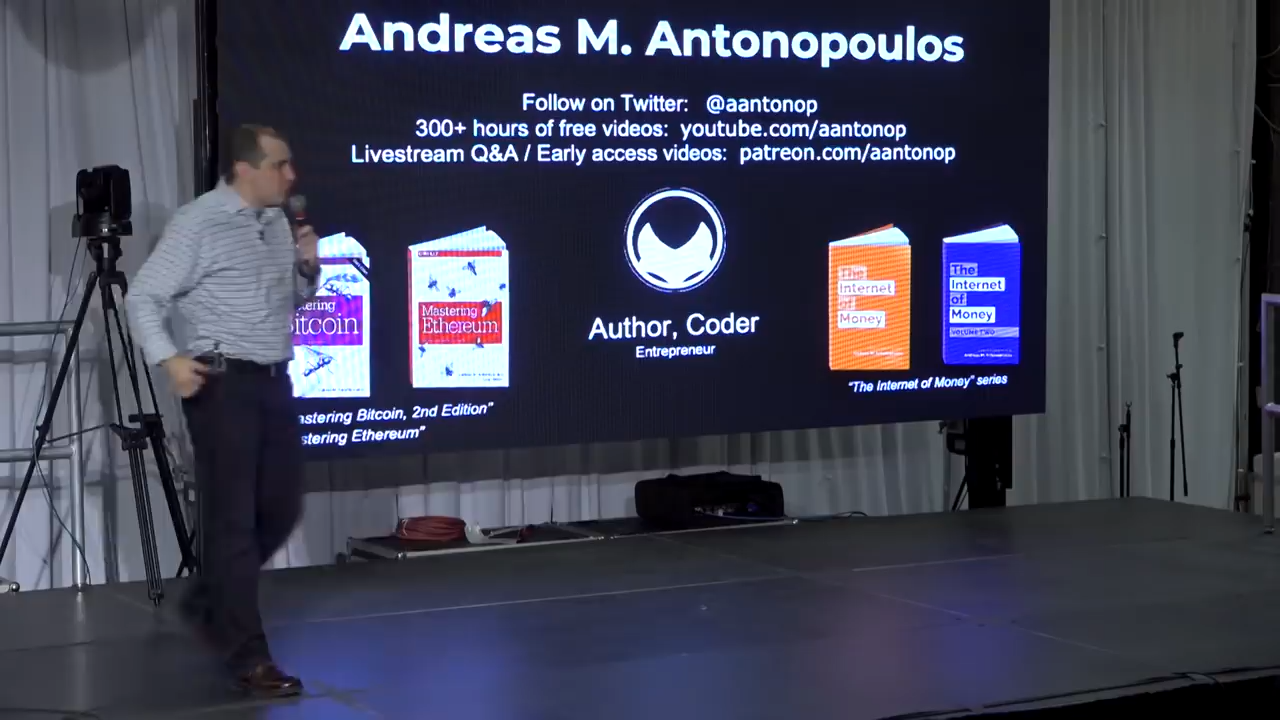 Andreas M. Antonopoulos
Follow on Twitter: @aantonop
300+ hours of free videos: youtube.com/aantonop
Livestream Q&A / Early access videos: patreon.com/aantonop
tering
itcoin
Mastering
Ethereum
The
Internet
of
Money
The
Internet
of
Money
VOLUME TWO
Author, Coder
Entrepreneur
"The Internet of Money" series
astering Bitcoin, 2nd Edition"
stering Ethereum"